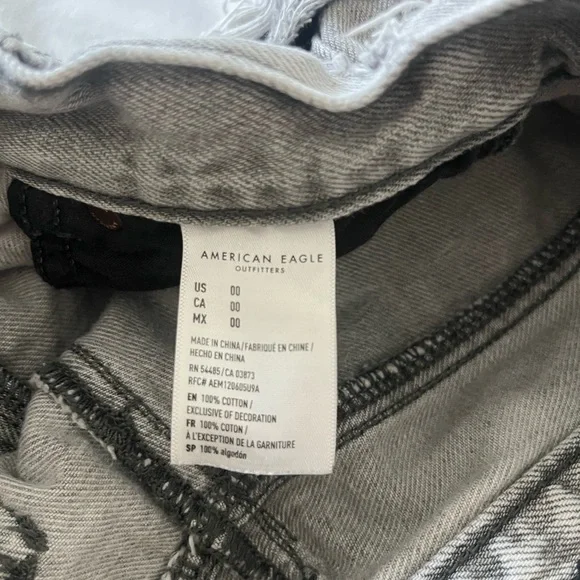 AMERICAN EAGLE
OUTFITTERS
US 00
CA 00
MX 00
MADE IN CHINA/FABRIQUÉ EN CHINE/
HECHO EN CHINA
RN 54485/CA 03873
RFC# AEM120605U9A
EN 100% COTTON/
EXCLUSIVE OF DECORATION
FR 100% COTON/
À L'EXCEPTION DE LA GARNITURE
SP 100% algodón